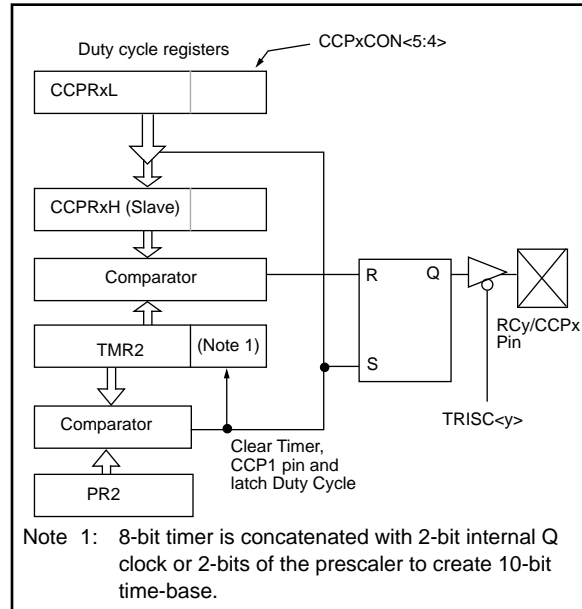 Duty cycle registers
CCPxCON<5:4>
CCPRxL
CCPRxH (Slave)
Comparator
R
Q
RCy/CCPx
Pin
TMR2
(Note 1)
S
TRISC<y>
Comparator
Clear Timer,
CCP1 pin and
latch Duty Cycle
PR2
Note 1: 8-bit timer is concatenated with 2-bit internal Q
clock or 2-bits of the prescaler to create 10-bit
time-base.